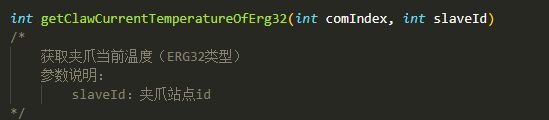 int getClawCurrentTemperatureOfErg32(int comIndex, int slaveId)
/*
获取夹爪当前温度（ERG32类型）
参数说明:
slaveId：夹爪站点id
*/